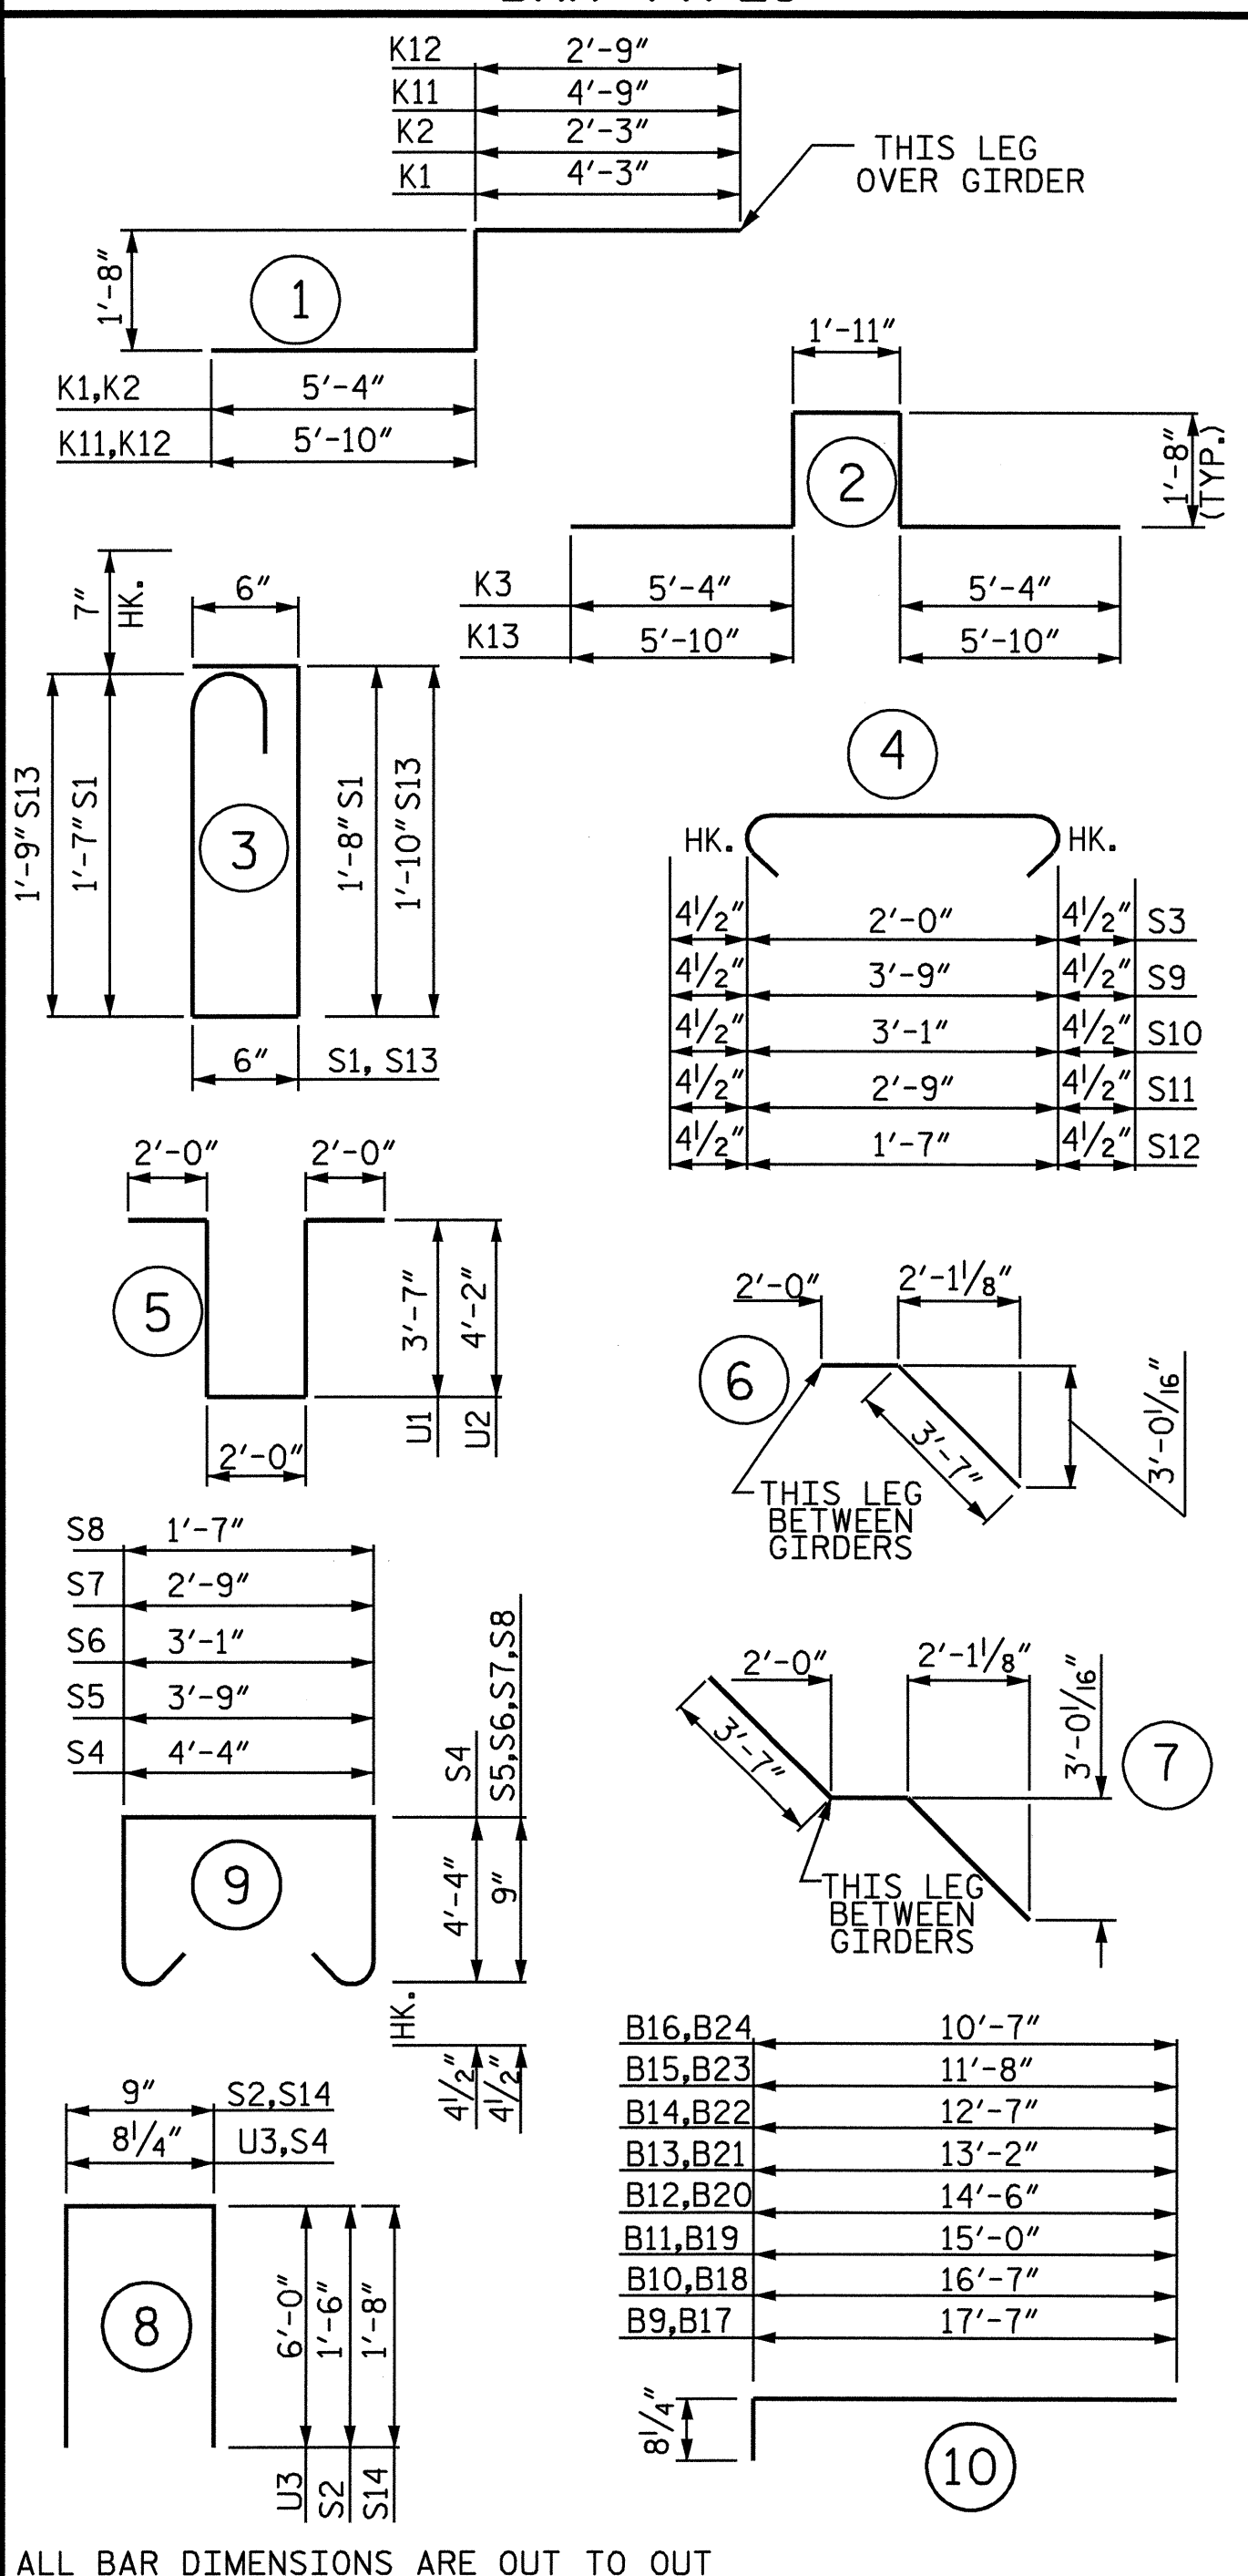 K12 2′-9″
K11 4′-9″
K2 2′-3″
K1 4′-3″
THIS LEG
OVER GIRDER
1′-8″
1
K1,K2 5′-4″
K11,K12 5′-10″
1′-11″
2
1′-8″
(TYP.)
K3 5′-4″ 5′-4″
K13 5′-10″ 5′-10″
7″
HK.
6″
1′-9″ S13
1′-7″ S1
3
1′-8″ S1
1′-10″ S13
6″ S1, S13
4
HK. HK.
4½″ 2′-0″ 4½″ S3
4½″ 3′-9″ 4½″ S9
4½″ 3′-1″ 4½″ S10
4½″ 2′-9″ 4½″ S11
4½″ 1′-7″ 4½″ S12
2′-0″ 2′-0″
5
3′-7″
4′-2″
U1
U2
2′-0″
2′-0″ 2′-1⅛″
6
3′-7″
3′-0 1/16″
THIS LEG
BETWEEN
GIRDERS
S8 1′-7″
S7 2′-9″
S6 3′-1″
S5 3′-9″
S4 4′-4″
S4
S5,S6,S7,S8
9
4′-4″
9″
HK.
4½″
4½″
2′-0″ 2′-1⅛″
3′-7″
3′-0 1/16″
7
THIS LEG
BETWEEN
GIRDERS
9″ S2,S14
8¼″ U3,S4
8
6′-0″
1′-6″
1′-8″
U3
S2
S14
B16,B24 10′-7″
B15,B23 11′-8″
B14,B22 12′-7″
B13,B21 13′-2″
B12,B20 14′-6″
B11,B19 15′-0″
B10,B18 16′-7″
B9,B17 17′-7″
8¼″
10
ALL BAR DIMENSIONS ARE OUT TO OUT